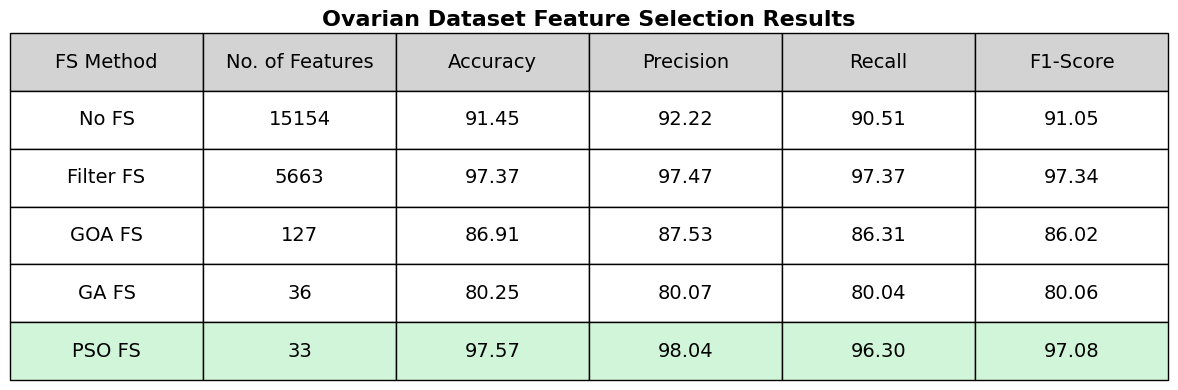 Ovarian Dataset Feature Selection Results
FS Method No. of Features Accuracy Precision Recall F1-Score
No FS 15154 91.45 92.22 90.51 91.05
Filter FS 5663 97.37 97.47 97.37 97.34
GOA FS 127 86.91 87.53 86.31 86.02
GA FS 36 80.25 80.07 80.04 80.06
PSO FS 33 97.57 98.04 96.30 97.08